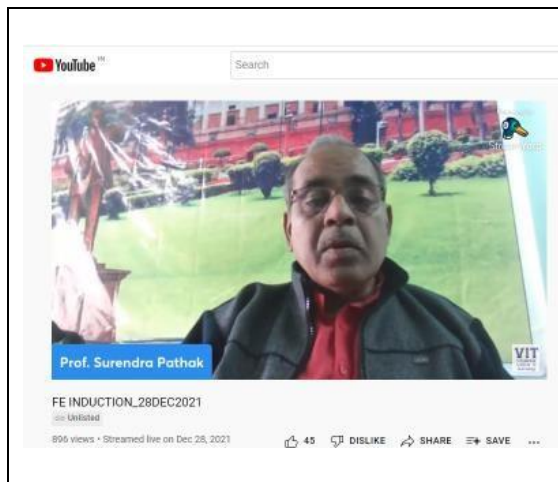 YouTube IN
Search
Prof. Surendra Pathak
VIT
FE INDUCTION_28DEC2021
Unlisted
896 views • Streamed live on Dec 28, 2021
45 DISLIKE SHARE SAVE ...